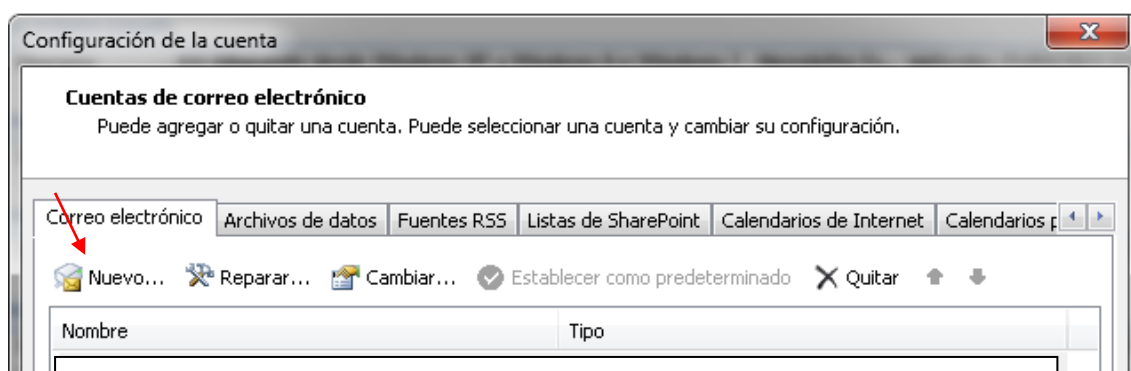 Configuración de la cuenta
Cuentas de correo electrónico
Puede agregar o quitar una cuenta. Puede seleccionar una cuenta y cambiar su configuración.
Correo electrónico Archivos de datos Fuentes RSS Listas de SharePoint Calendarios de Internet Calendarios
Nuevo... Reparar... Cambiar... Establecer como predeterminado Quitar
Nombre Tipo